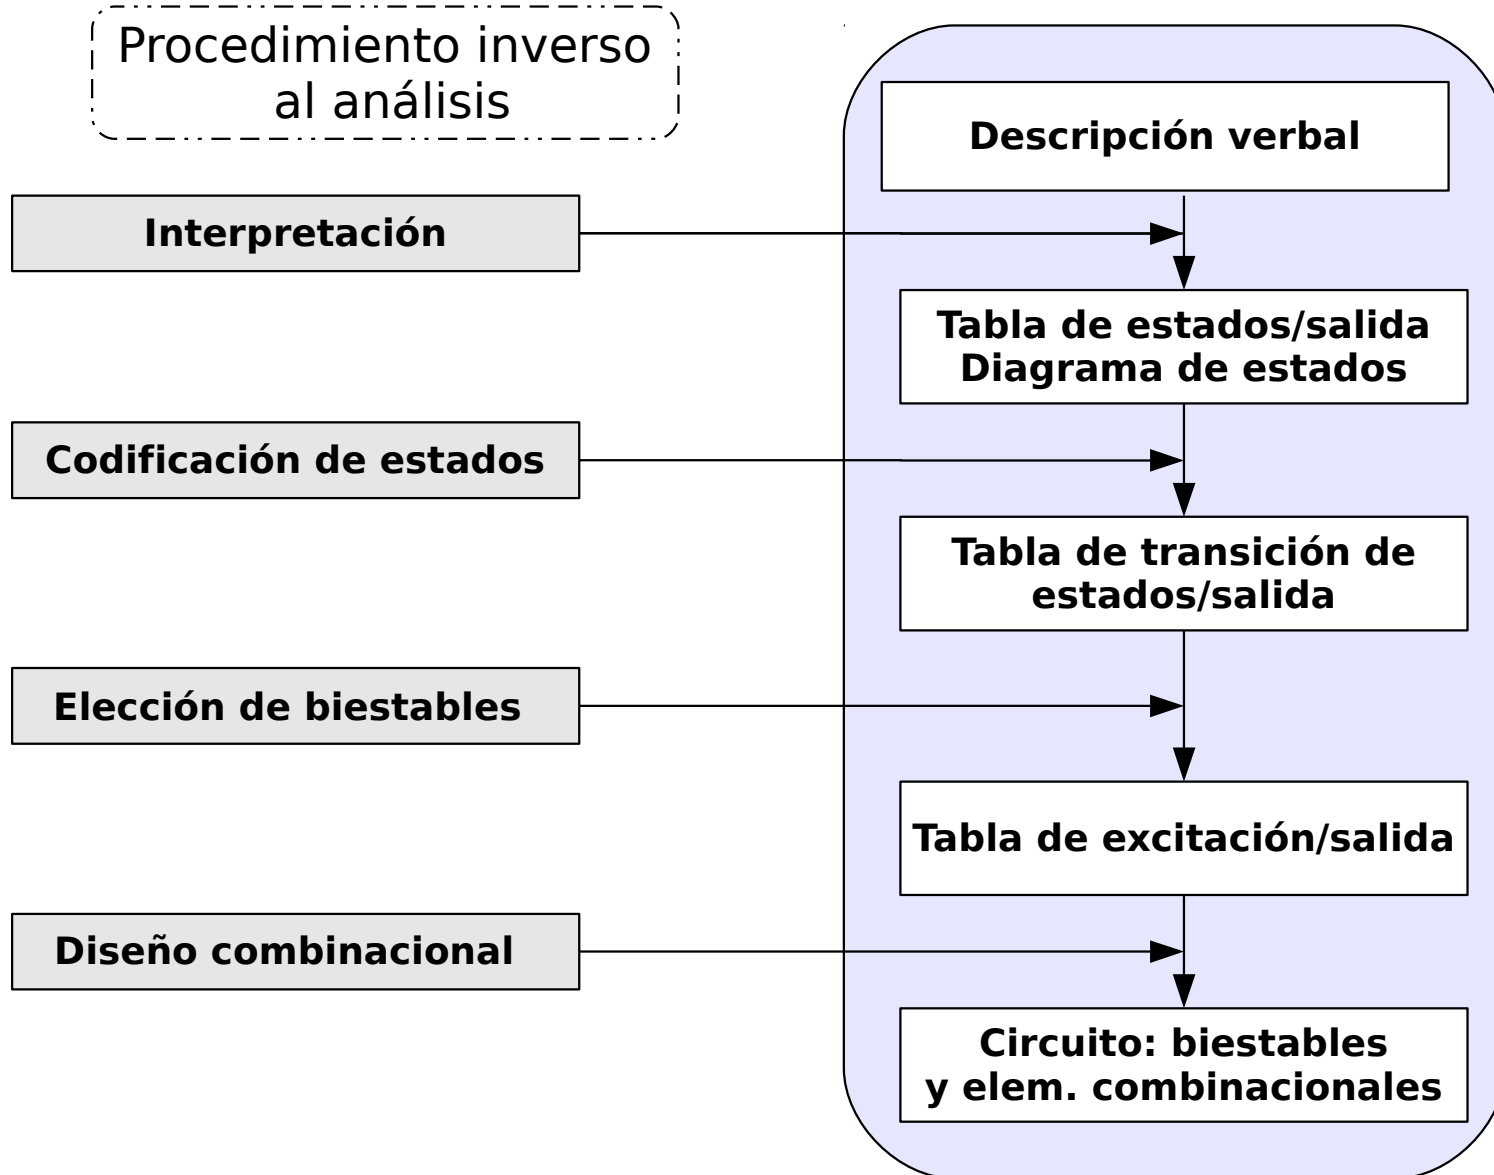 Procedimiento inverso
al análisis
Descripción verbal
Interpretación
Tabla de estados/salida
Diagrama de estados
Codificación de estados
Tabla de transición de
estados/salida
Elección de biestables
Tabla de excitación/salida
Diseño combinacional
Circuito: biestables
y elem. combinacionales